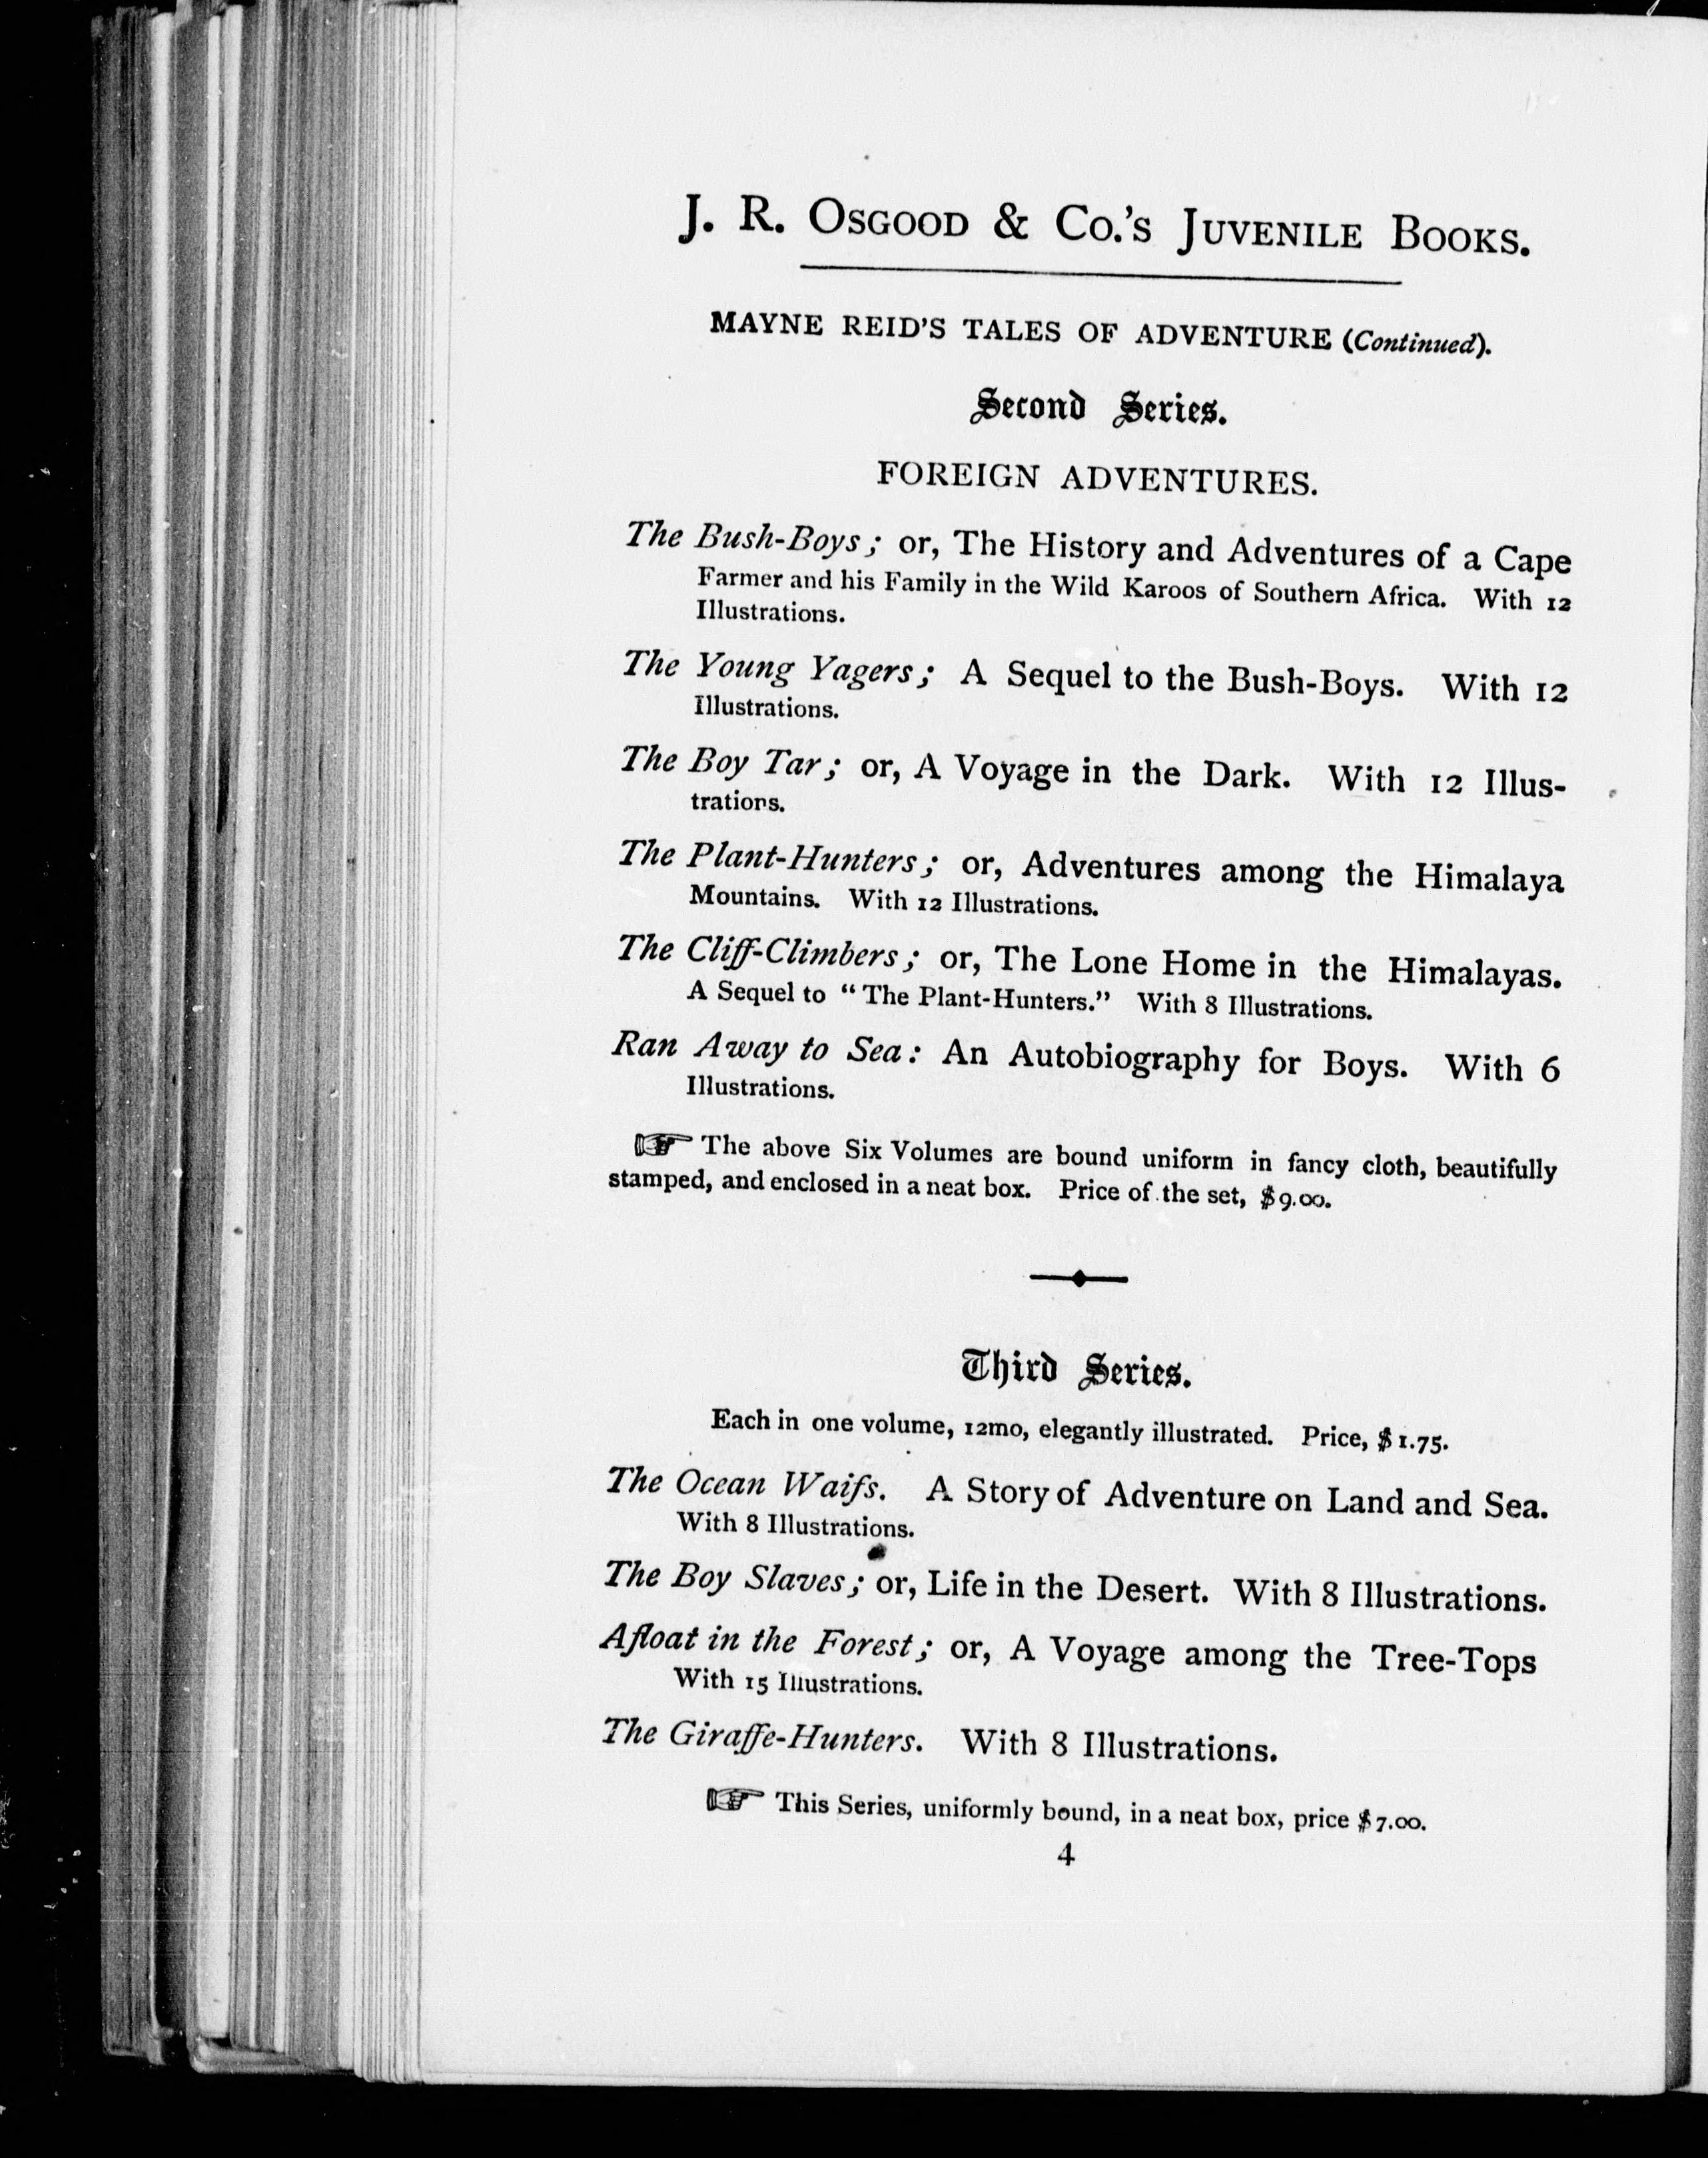 J. R. Osgood & Co.'s Juvenile Books.
MAYNE REID'S TALES OF ADVENTURE (Continued).
Second Series.
FOREIGN ADVENTURES.
The Bush-Boys; or, The History and Adventures of a Cape
Farmer and his Family in the Wild Karoos of Southern Africa. With 12
Illustrations.
The Young Yagers; A Sequel to the Bush-Boys. With 12
Illustrations.
The Boy Tar; or, A Voyage in the Dark. With 12 Illus-
trations.
The Plant-Hunters; or, Adventures among the Himalaya
Mountains. With 12 Illustrations.
The Cliff-Climbers; or, The Lone Home in the Himalayas.
A Sequel to "The Plant-Hunters." With 8 Illustrations.
Ran Away to Sea: An Autobiography for Boys. With 6
Illustrations.
☞ The above Six Volumes are bound uniform in fancy cloth, beautifully
stamped, and enclosed in a neat box. Price of the set, $9.00.
Third Series.
Each in one volume, 12mo, elegantly illustrated. Price, $1.75.
The Ocean Waifs. A Story of Adventure on Land and Sea.
With 8 Illustrations.
The Boy Slaves; or, Life in the Desert. With 8 Illustrations.
Afloat in the Forest; or, A Voyage among the Tree-Tops
With 15 Illustrations.
The Giraffe-Hunters. With 8 Illustrations.
☞ This Series, uniformly bound, in a neat box, price $7.00.
4